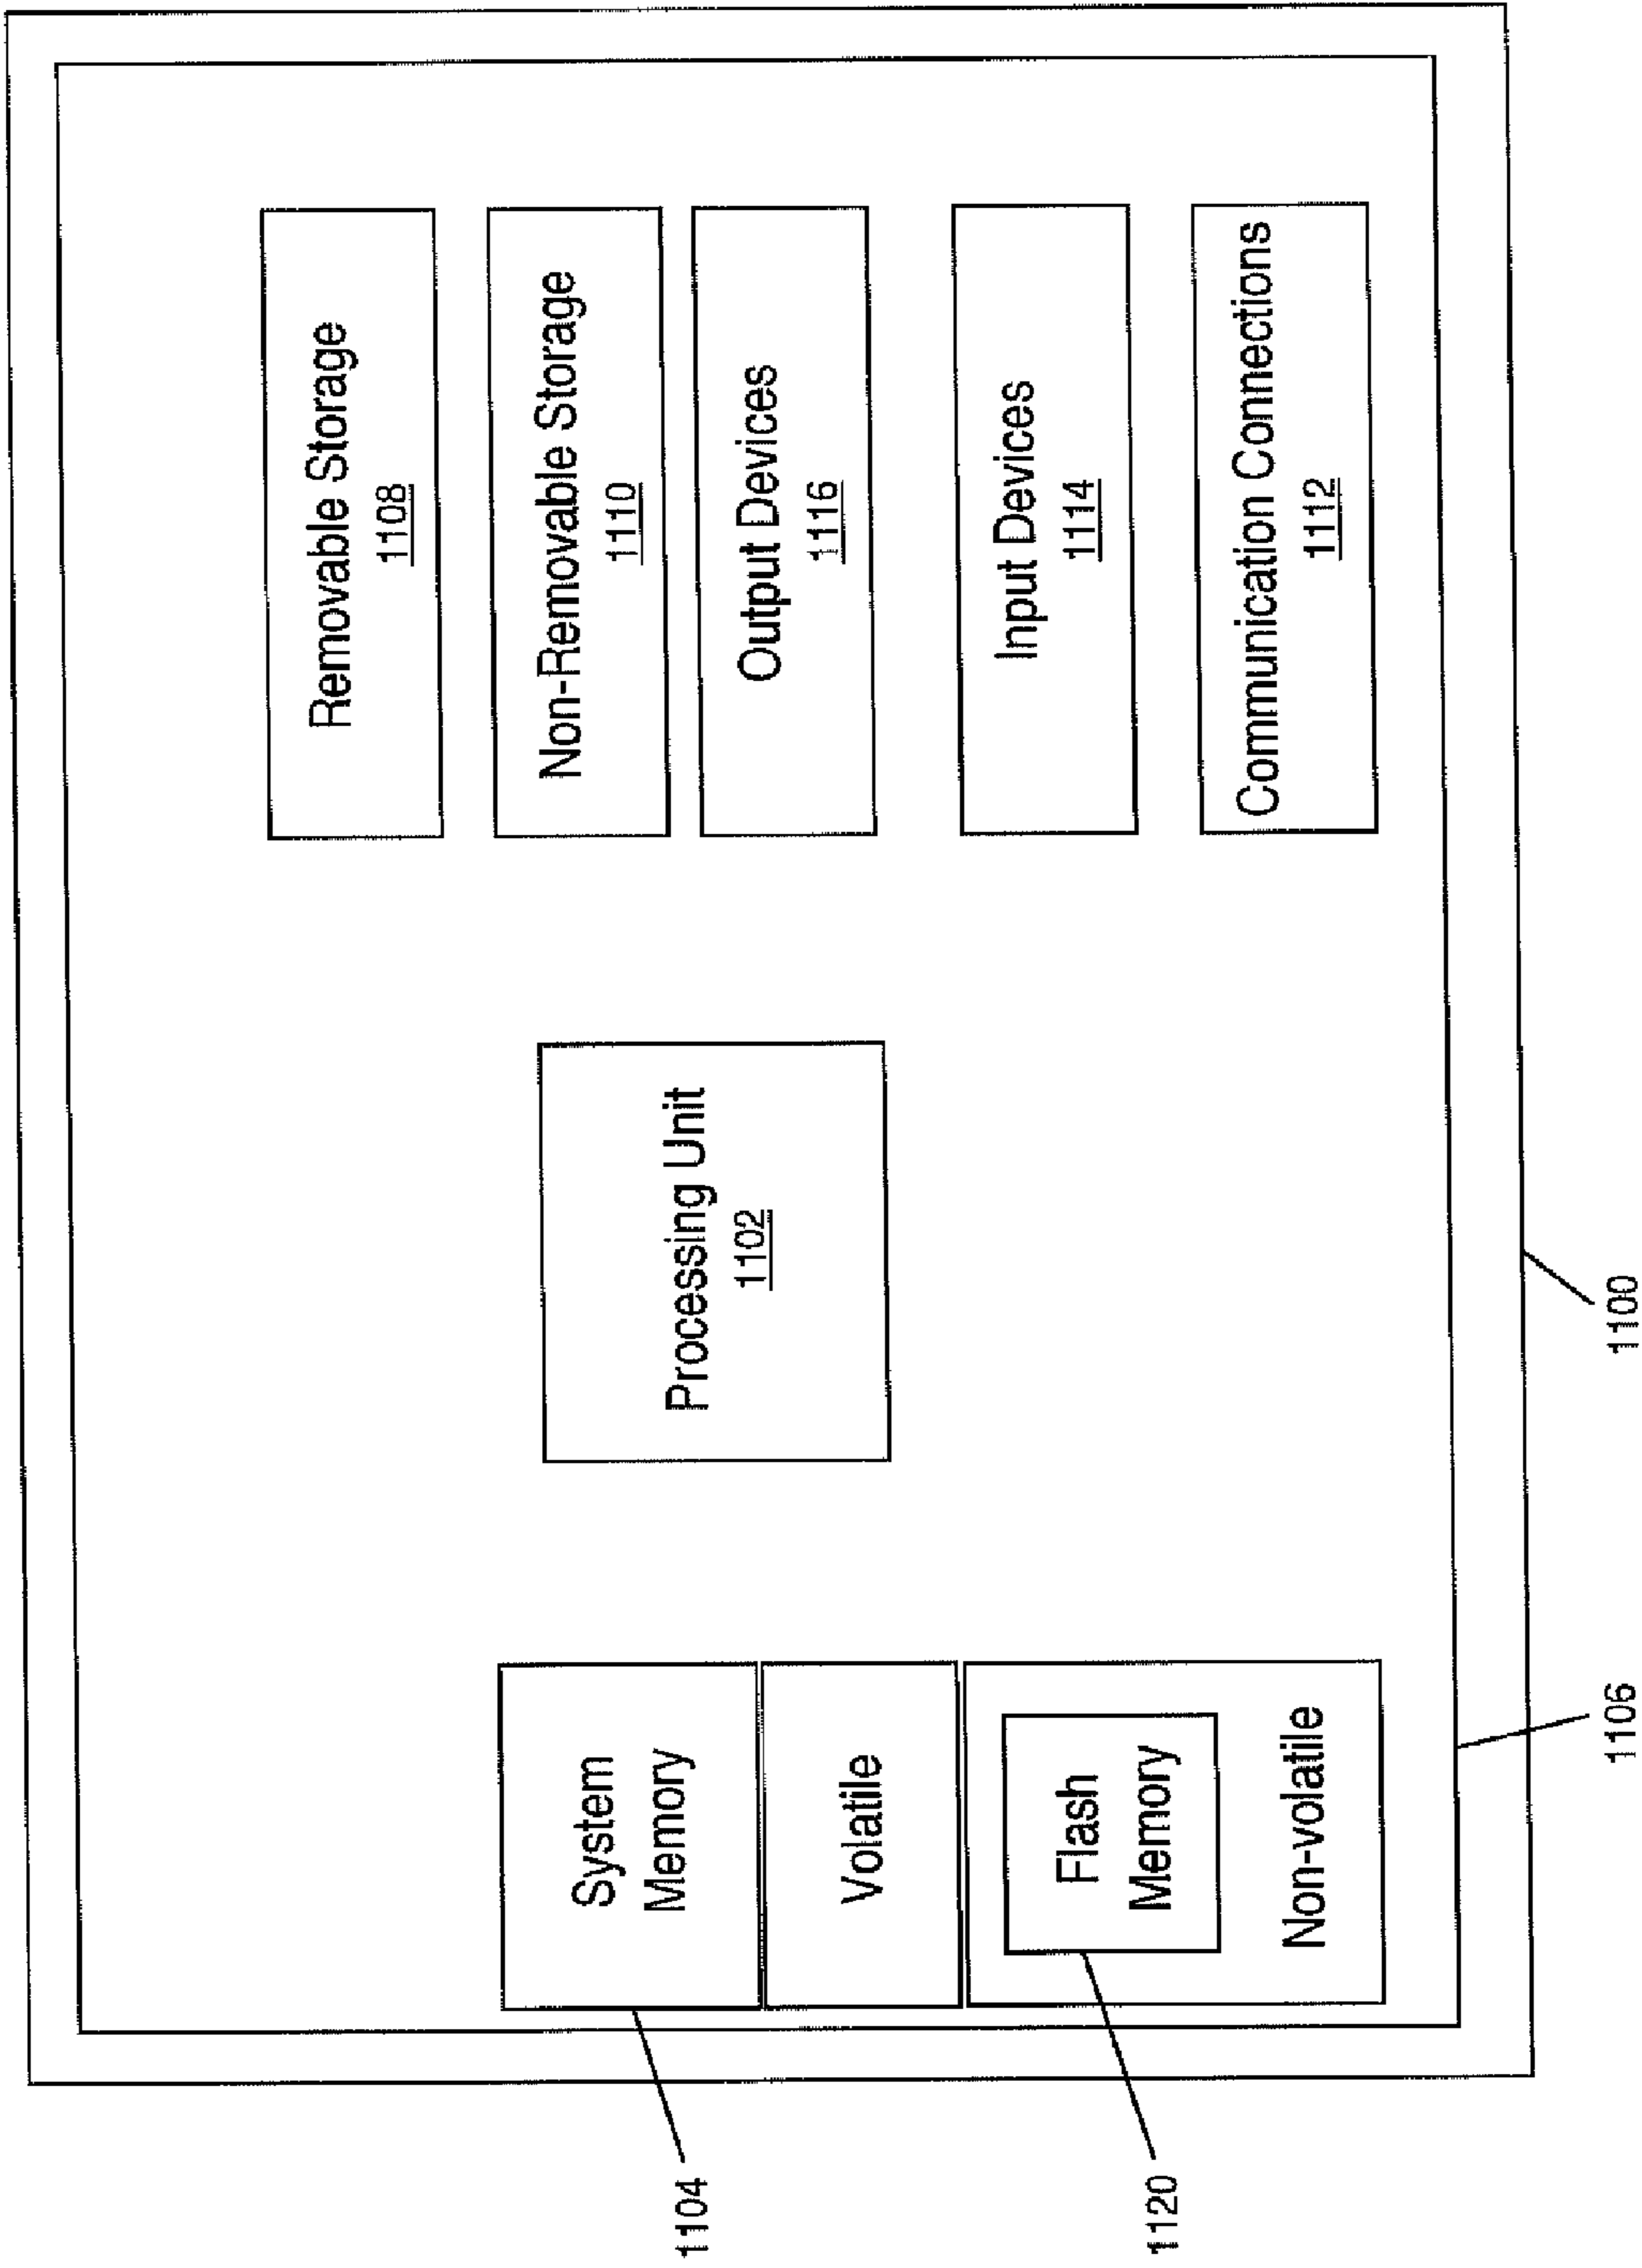 System
Memory
Volatile
Flash
Memory
Non-volatile
Processing Unit
1102
Removable Storage
1108
Non-Removable Storage
1110
Output Devices
1116
Input Devices
1114
Communication Connections
1112
1104
1120
1106
1100